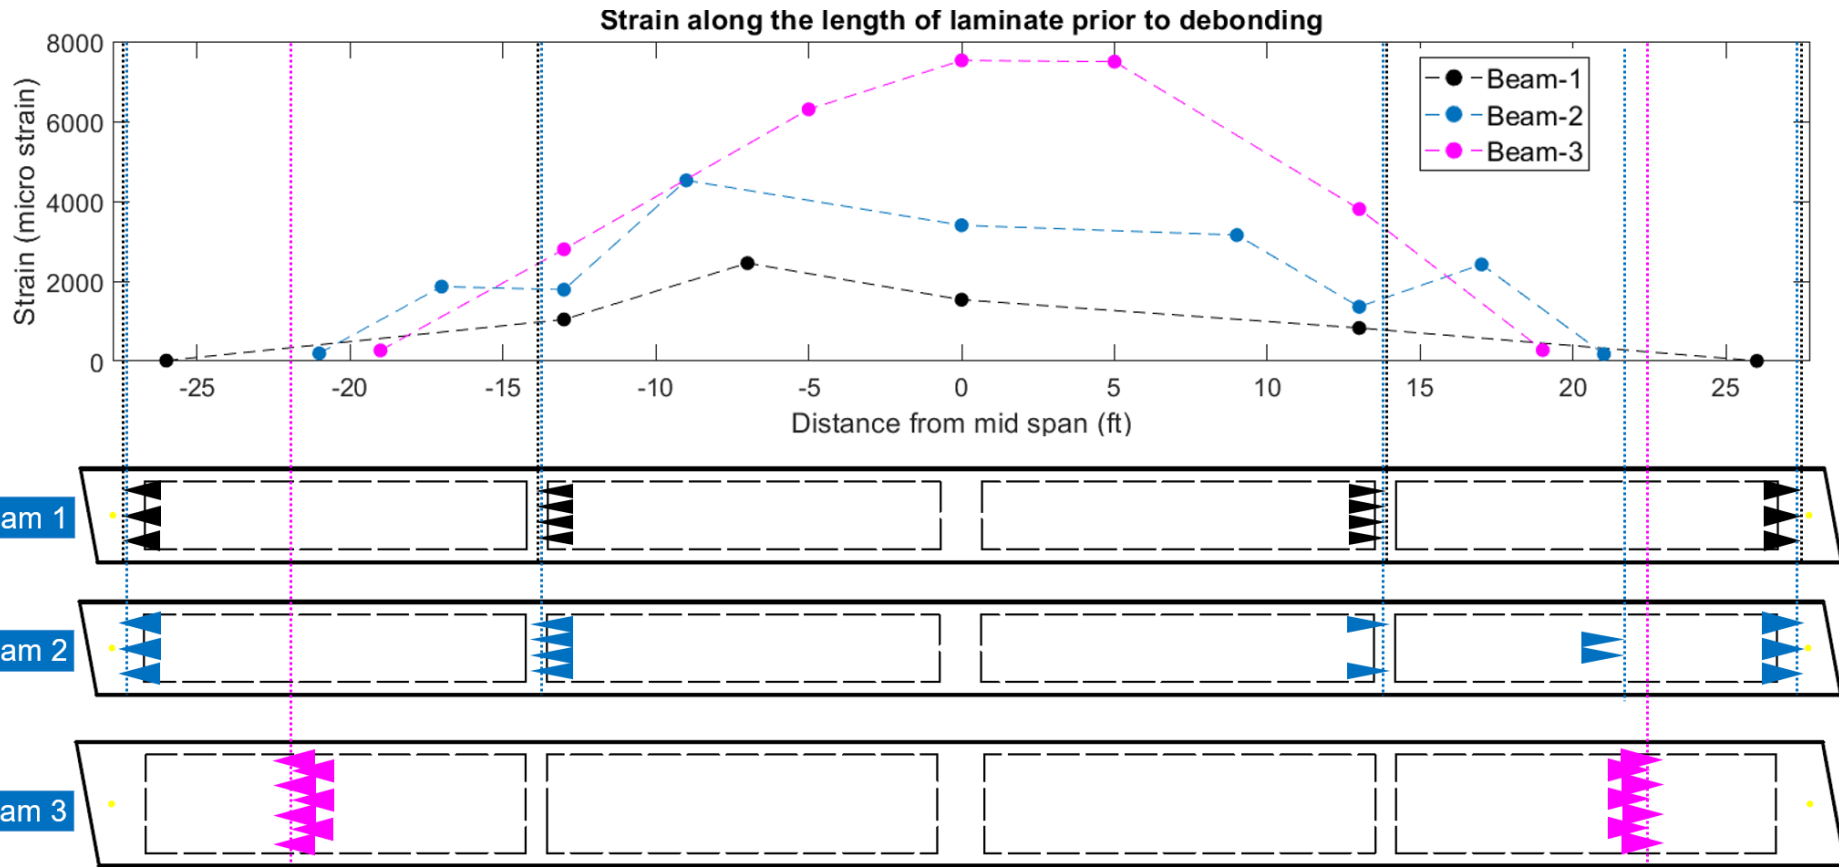 Strain along the length of laminate prior to debonding
8000
6000
4000
2000
0
Strain (micro strain)
Beam-1
Beam-2
Beam-3
-25 -20 -15 -10 -5 0 5 10 15 20 25
Distance from mid span (ft)
am 1
am 2
am 3